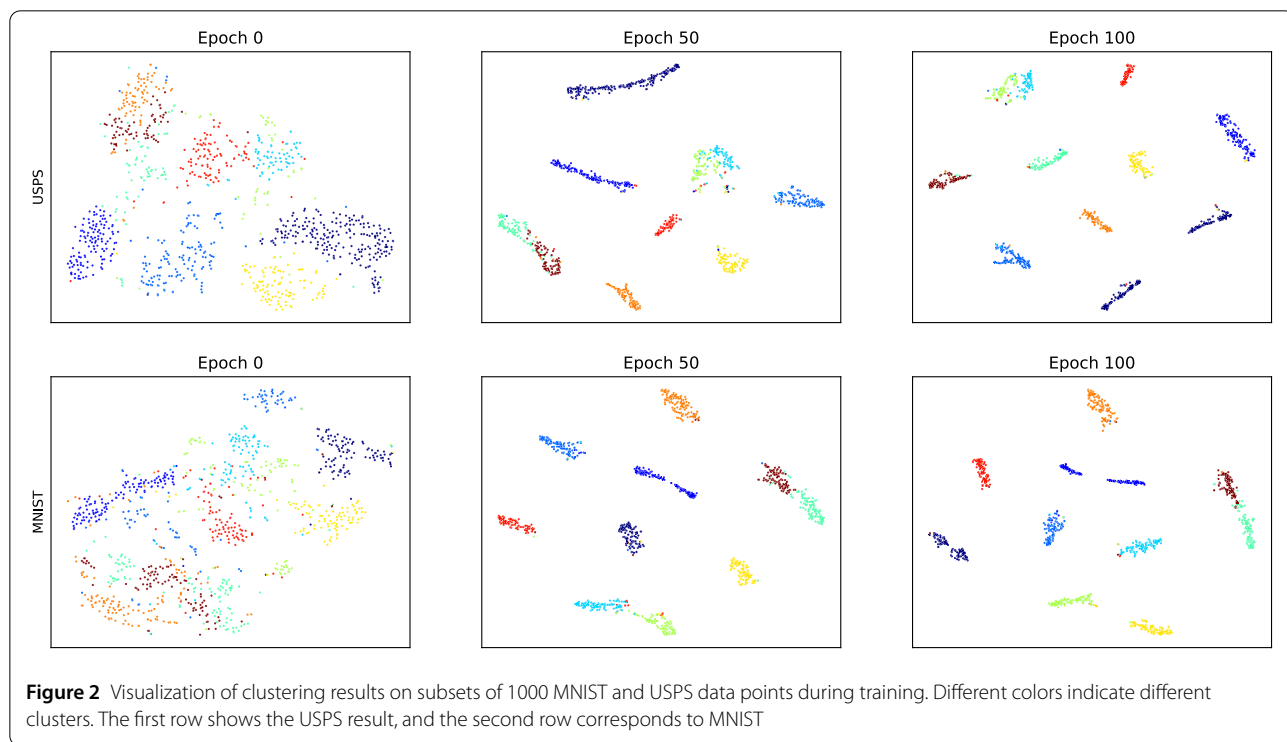 Epoch 0
Epoch 50
Epoch 100
USPS
Epoch 0
Epoch 50
Epoch 100
MNIST
Figure 2 Visualization of clustering results on subsets of 1000 MNIST and USPS data points during training. Different colors indicate different
clusters. The first row shows the USPS result, and the second row corresponds to MNIST